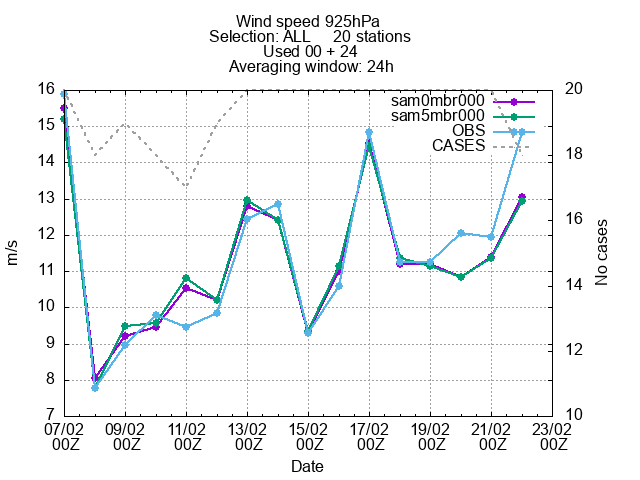 Wind speed 925hPa
Selection: ALL 20 stations
Used 00 + 24
Averaging window: 24h
sam0mbr000
sam5mbr000
OBS
CASES
16
15
14
13
12
11
10
9
8
7
m/s
20
18
16
14
12
10
No cases
07/02 09/02 11/02 13/02 15/02 17/02 19/02 21/02 23/02
00Z 00Z 00Z 00Z 00Z 00Z 00Z 00Z 00Z
Date